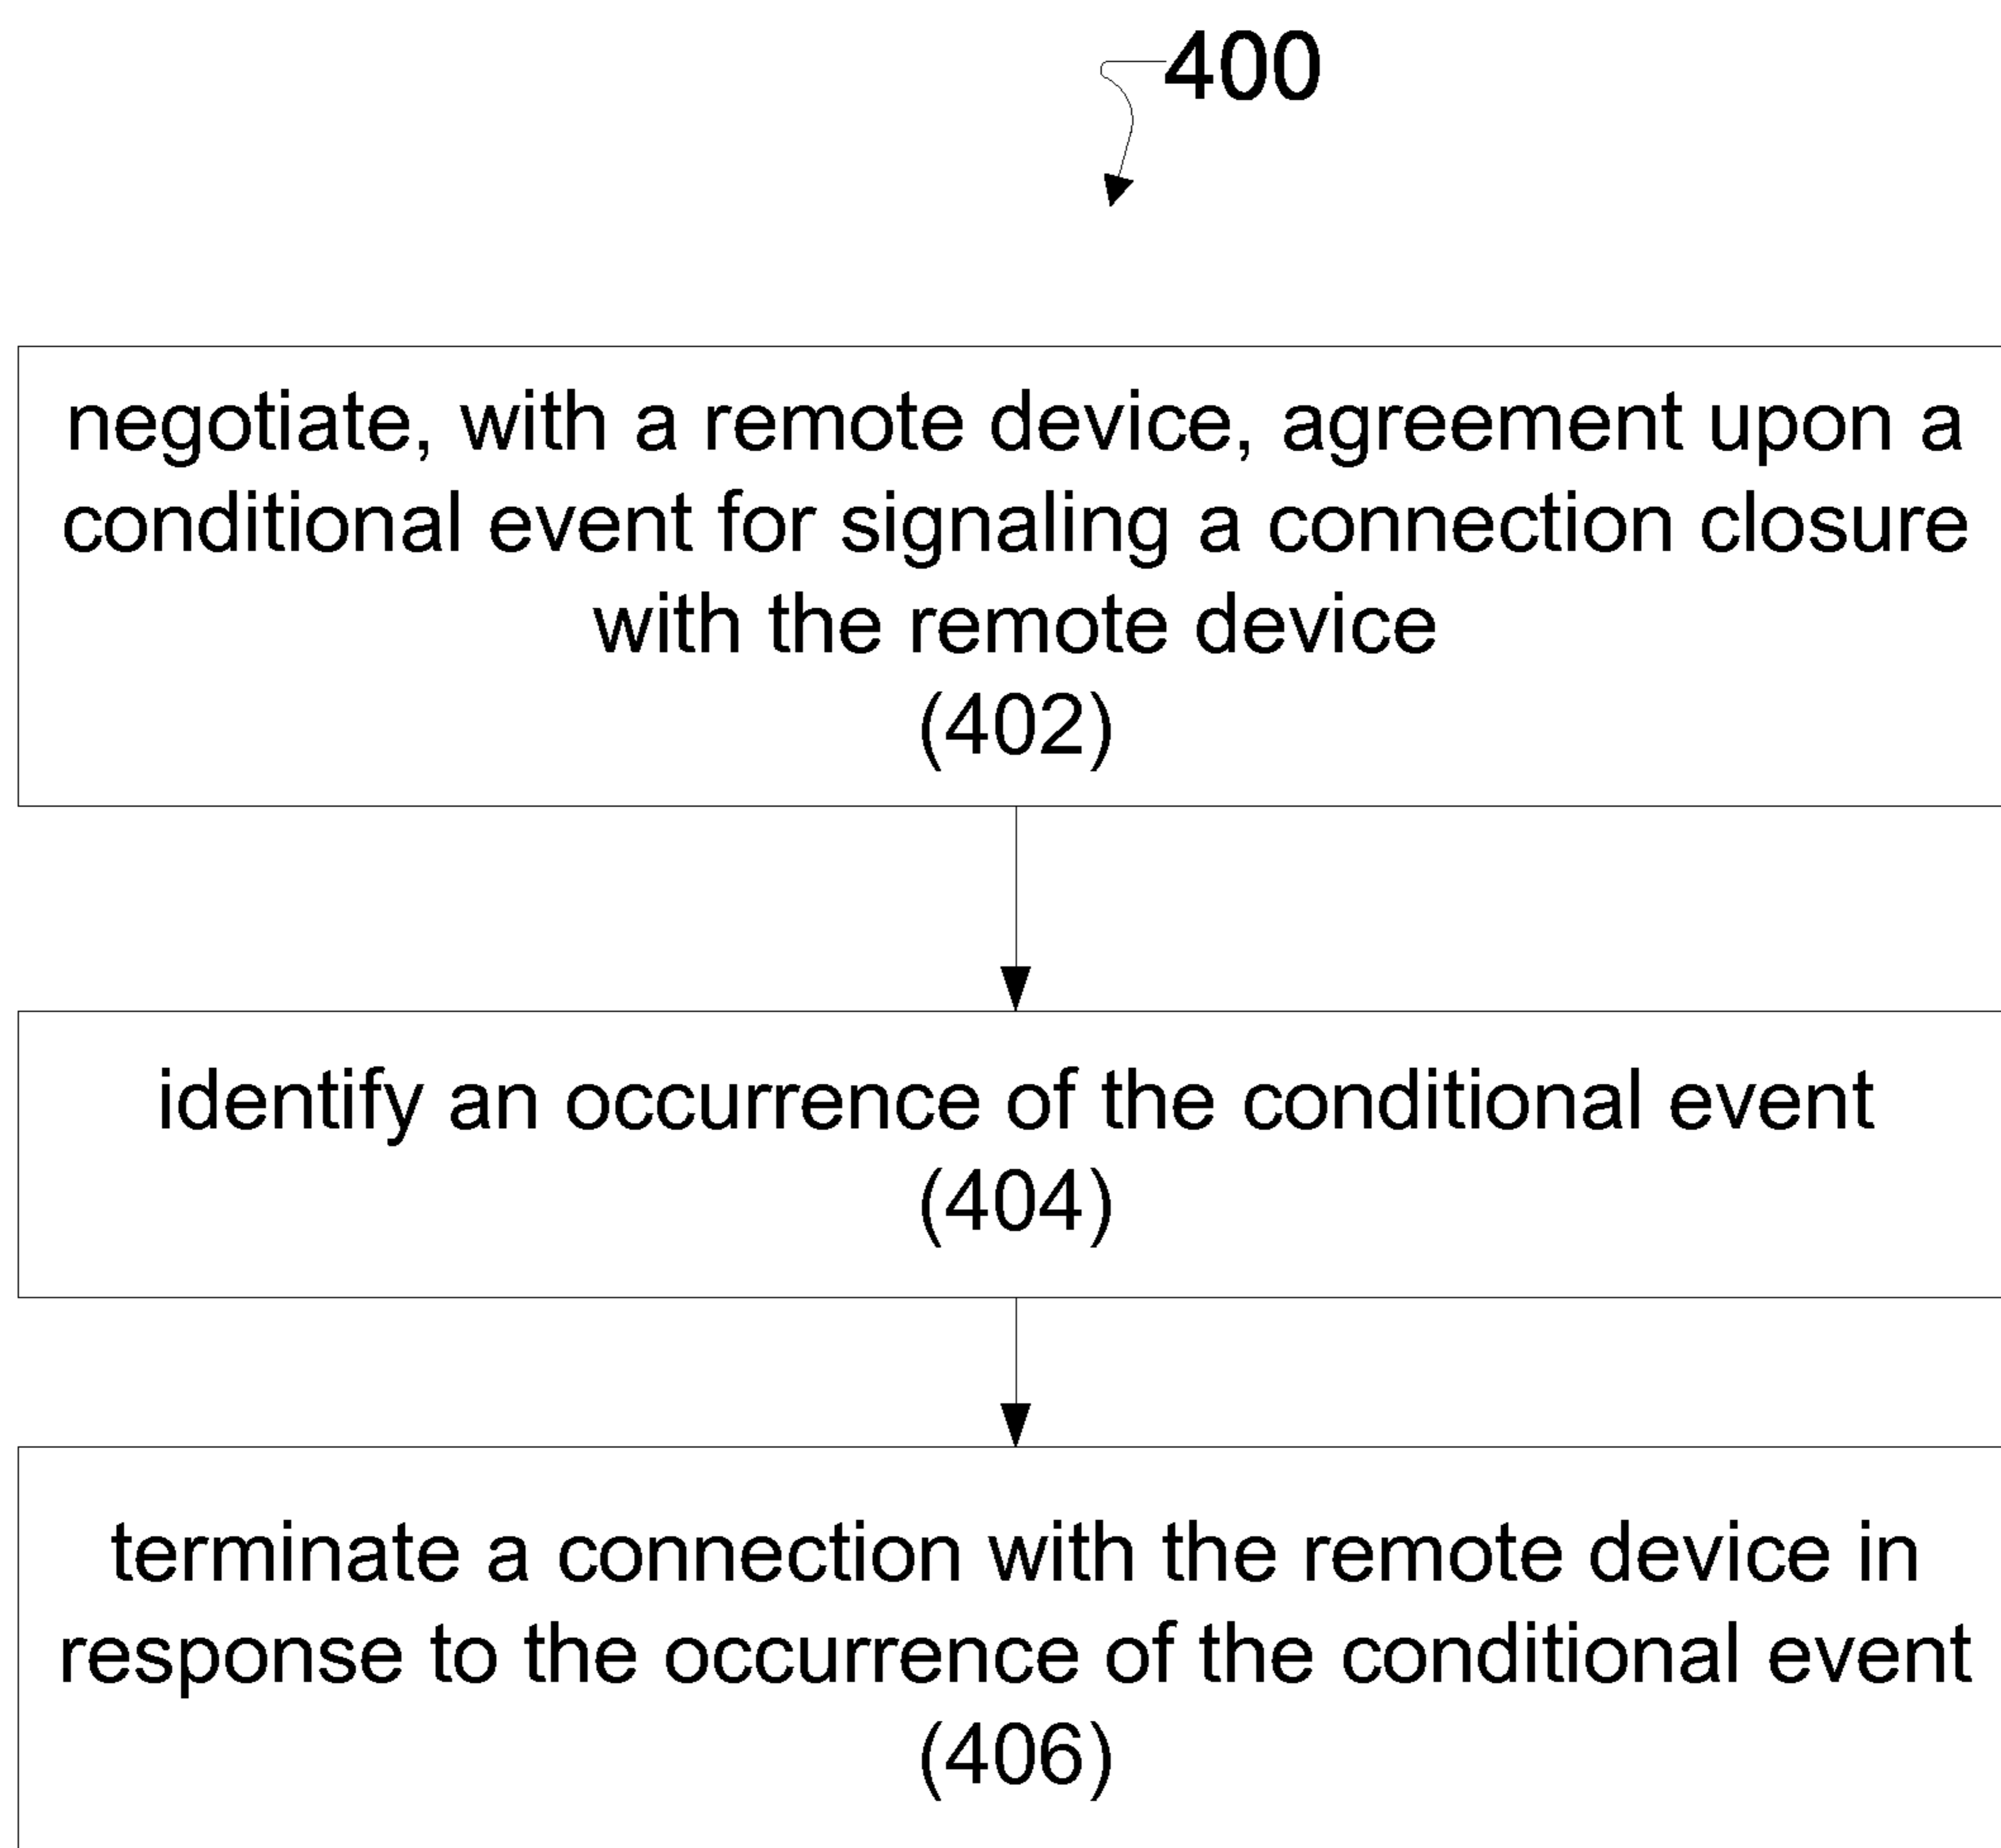 400
negotiate, with a remote device, agreement upon a
conditional event for signaling a connection closure
with the remote device
(402)
identify an occurrence of the conditional event
(404)
terminate a connection with the remote device in
response to the occurrence of the conditional event
(406)